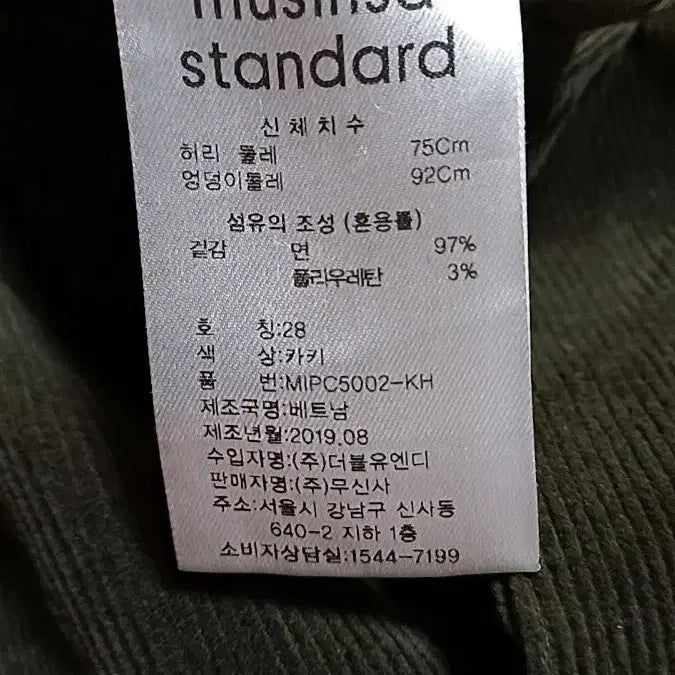 musinsa
standard
신체치수
허리 둘레 75Cm
엉덩이둘레 92Cm
섬유의 조성 (혼용률)
겉감 면 97%
폴리우레탄 3%
호 칭:28
색 상:카키
품 번:MIPC5002-KH
제조국명:베트남
제조년월:2019.08
수입자명:(주)더블유엔디
판매자명:(주)무신사
주소:서울시 강남구 신사동
640-2 지하 1층
소비자상담실:1544-7199